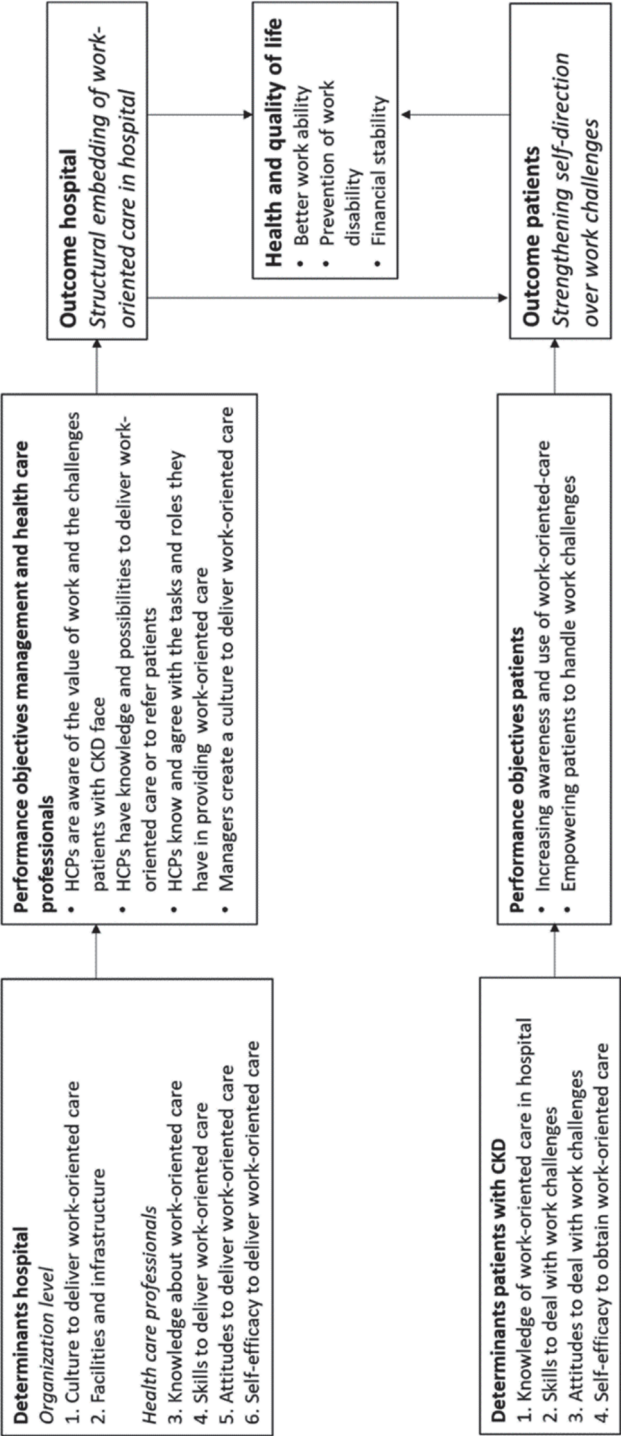 Determinants hospital
Organization level
1. Culture to deliver work-oriented care
2. Facilities and infrastructure
Health care professionals
3. Knowledge about work-oriented care
4. Skills to deliver work-oriented care
5. Attitudes to deliver work-oriented care
6. Self-efficacy to deliver work-oriented care
Performance objectives management and health care
professionals
• HCPs are aware of the value of work and the challenges
patients with CKD face
• HCPs have knowledge and possibilities to deliver work-
oriented care or to refer patients
• HCPs know and agree with the tasks and roles they
have in providing work-oriented care
• Managers create a culture to deliver work-oriented care
Outcome hospital
Structural embedding of work-
oriented care in hospital
Health and quality of life
• Better work ability
• Prevention of work
disability
• Financial stability
Determinants patients with CKD
1. Knowledge of work-oriented care in hospital
2. Skills to deal with work challenges
3. Attitudes to deal with work challenges
4. Self-efficacy to obtain work-oriented care
Performance objectives patients
• Increasing awareness and use of work-oriented-care
• Empowering patients to handle work challenges
Outcome patients
Strengthening self-direction
over work challenges